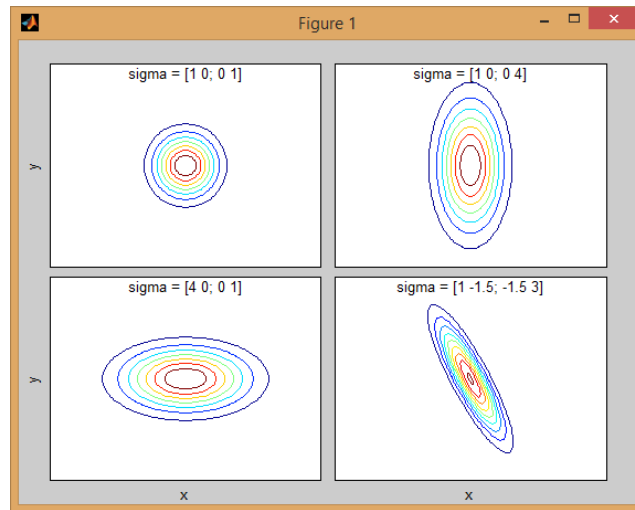 Figure 1
sigma = [1 0; 0 1]
sigma = [1 0; 0 4]
y
sigma = [4 0; 0 1]
sigma = [1 -1.5; -1.5 3]
y
x
x